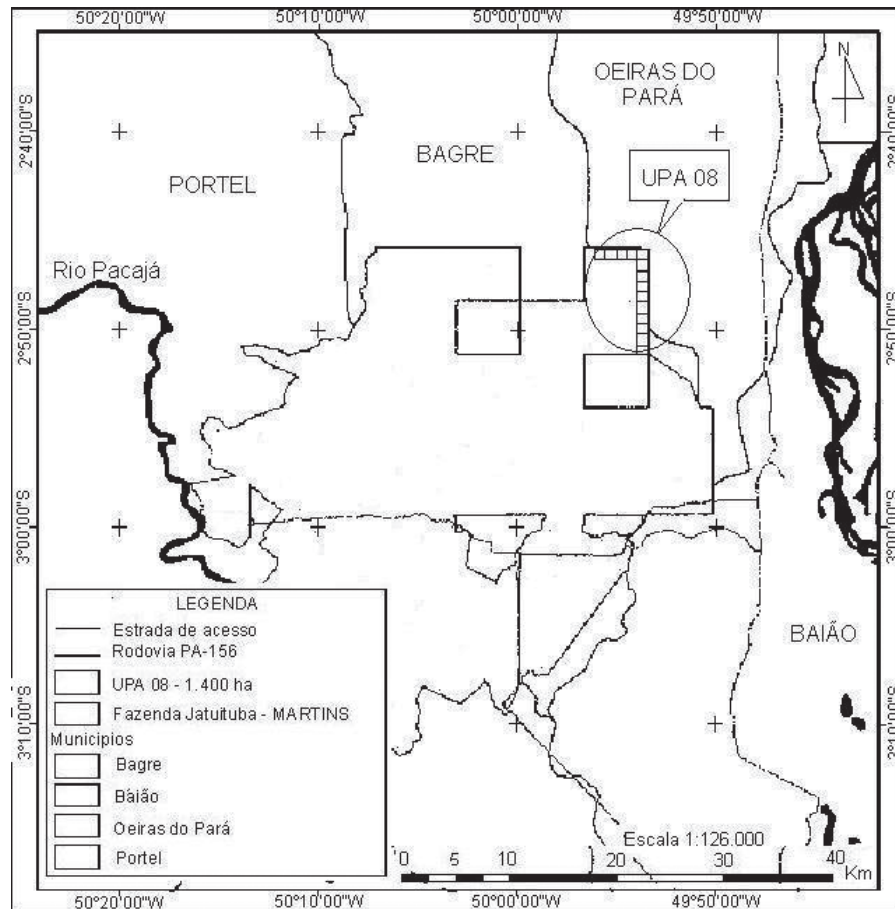 50°20'00"W 50°10'00"W 50°00'00"W 49°50'00"W
N
OEIRAS DO
PARÁ
2°40'00"S 2°40'00"S
BAGRE
PORTEL
UPA 08
Rio Pacajá
2°50'00"S 2°50'00"S
3°00'00"S 3°00'00"S
LEGENDA
Estrada de acesso
Rodovia PA-156
UPA 08 - 1.400 ha
Fazenda Jatuituba - MARTINS
Municipios
Bagre
Baião
Oeiras do Pará
Portel
BAIÃO
3°10'00"S 3°10'00"S
Escala 1:126.000
0 5 10 20 30 40
Km
50°20'00"W 50°10'00"W 50°00'00"W 49°50'00"W